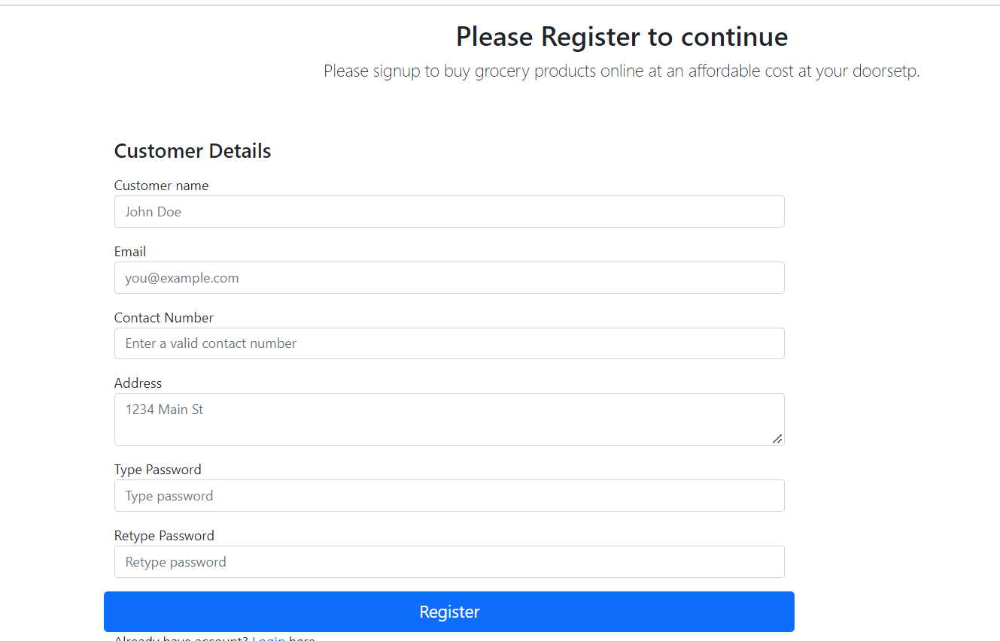 Please Register to continue
Please signup to buy grocery products online at an affordable cost at your doorsetp.
Customer Details
Customer name
John Doe
Email
you@example.com
Contact Number
Enter a valid contact number
Address
1234 Main St
Type Password
Type password
Retype Password
Retype password
Register
Already have account? Login here